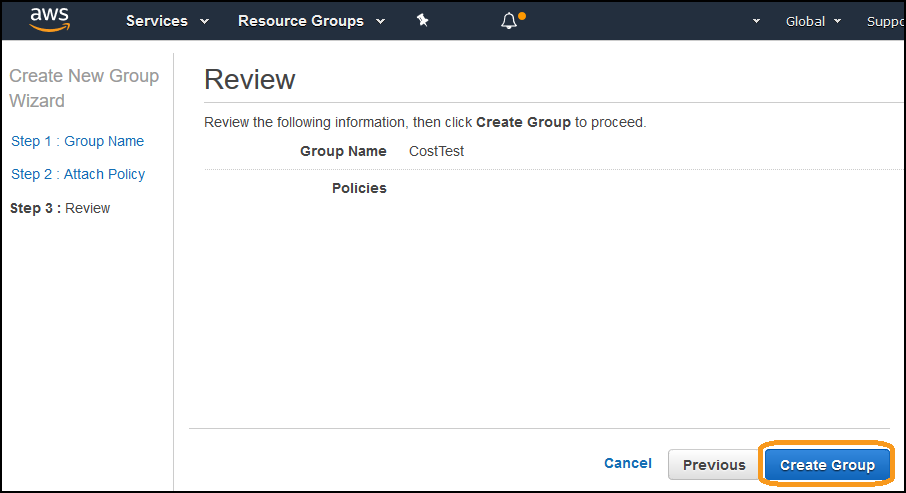 aws Services Resource Groups Global Suppo
Create New Group
Wizard
Step 1 : Group Name
Step 2 : Attach Policy
Step 3 : Review
Review
Review the following information, then click Create Group to proceed.
Group Name CostTest
Policies
Cancel Previous Create Group